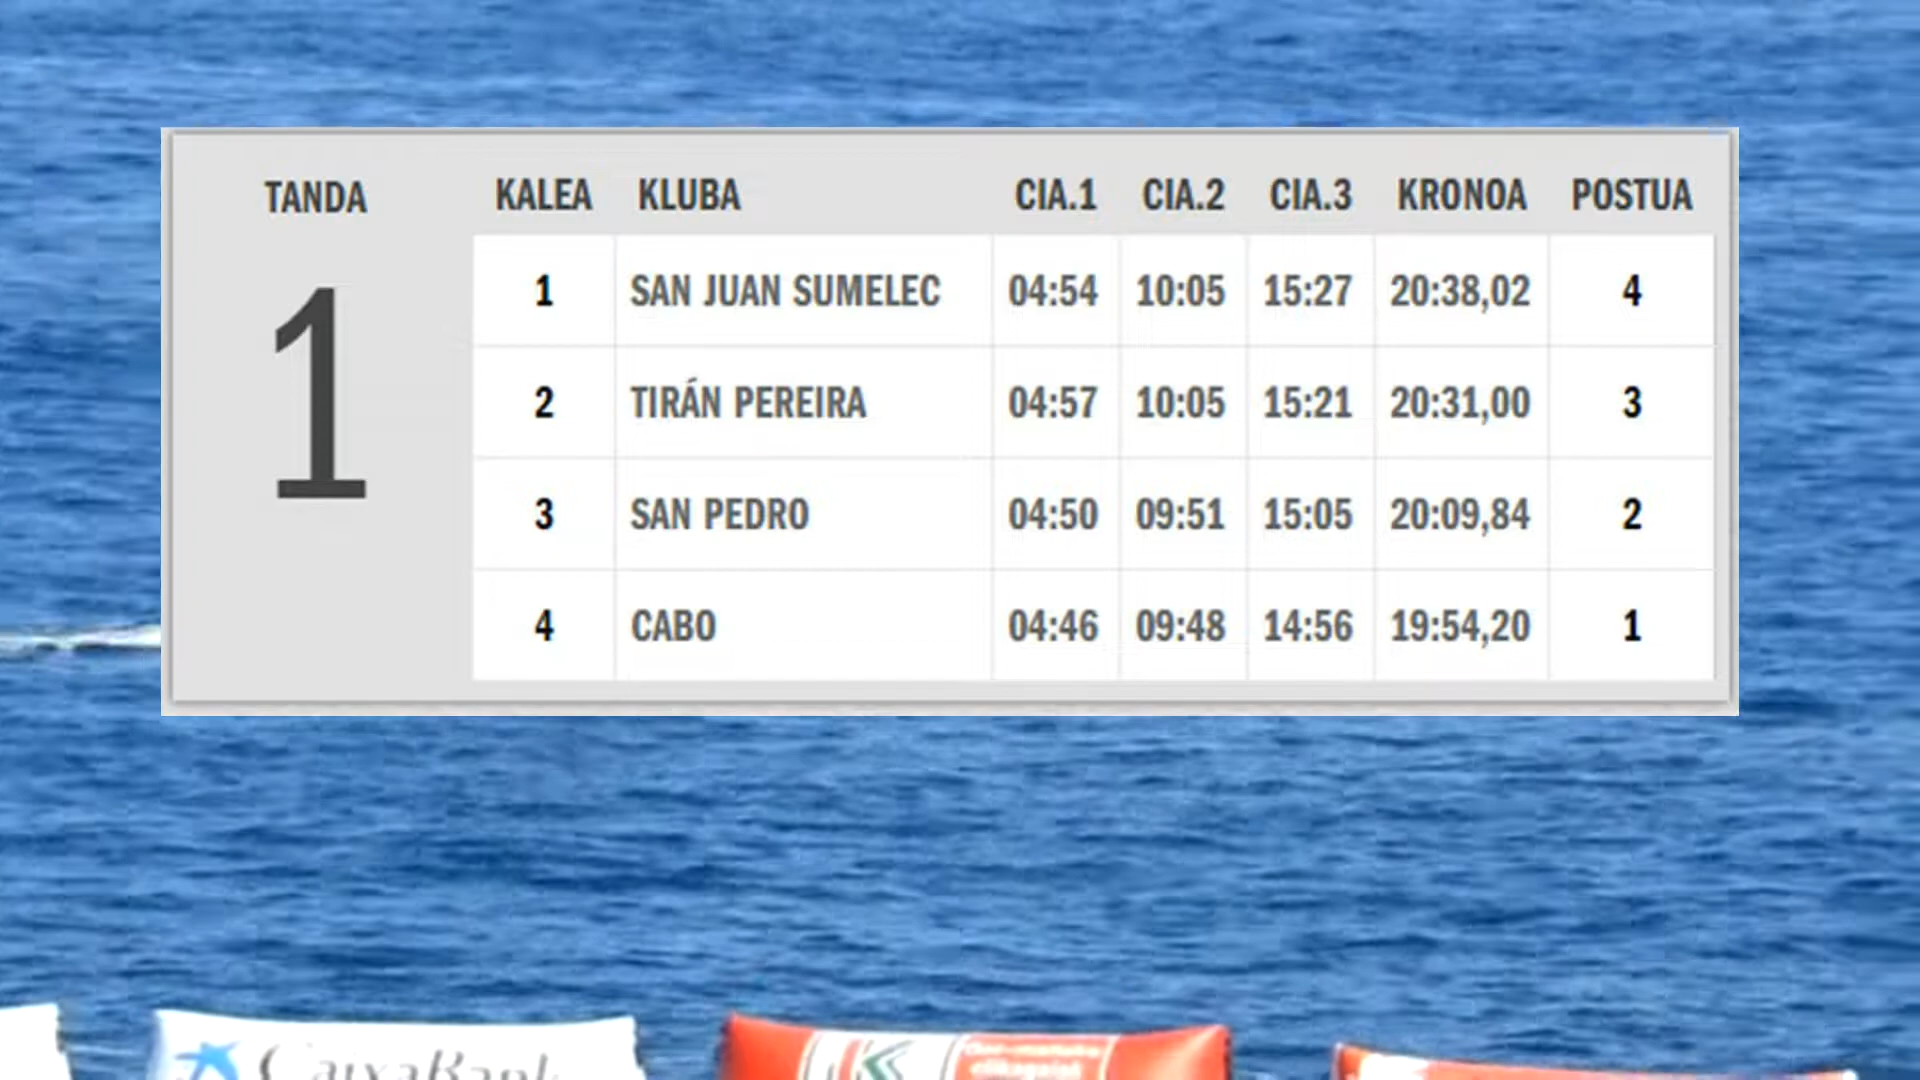 TANDA KALEA KLUBA CIA.1 CIA.2 CIA.3 KRONOA POSTUA
1
1 SAN JUAN SUMELEC 04:54 10:05 15:27 20:38,02 4
2 TIRÁN PEREIRA 04:57 10:05 15:21 20:31,00 3
3 SAN PEDRO 04:50 09:51 15:05 20:09,84 2
4 CABO 04:46 09:48 14:56 19:54,20 1
CaixaBank